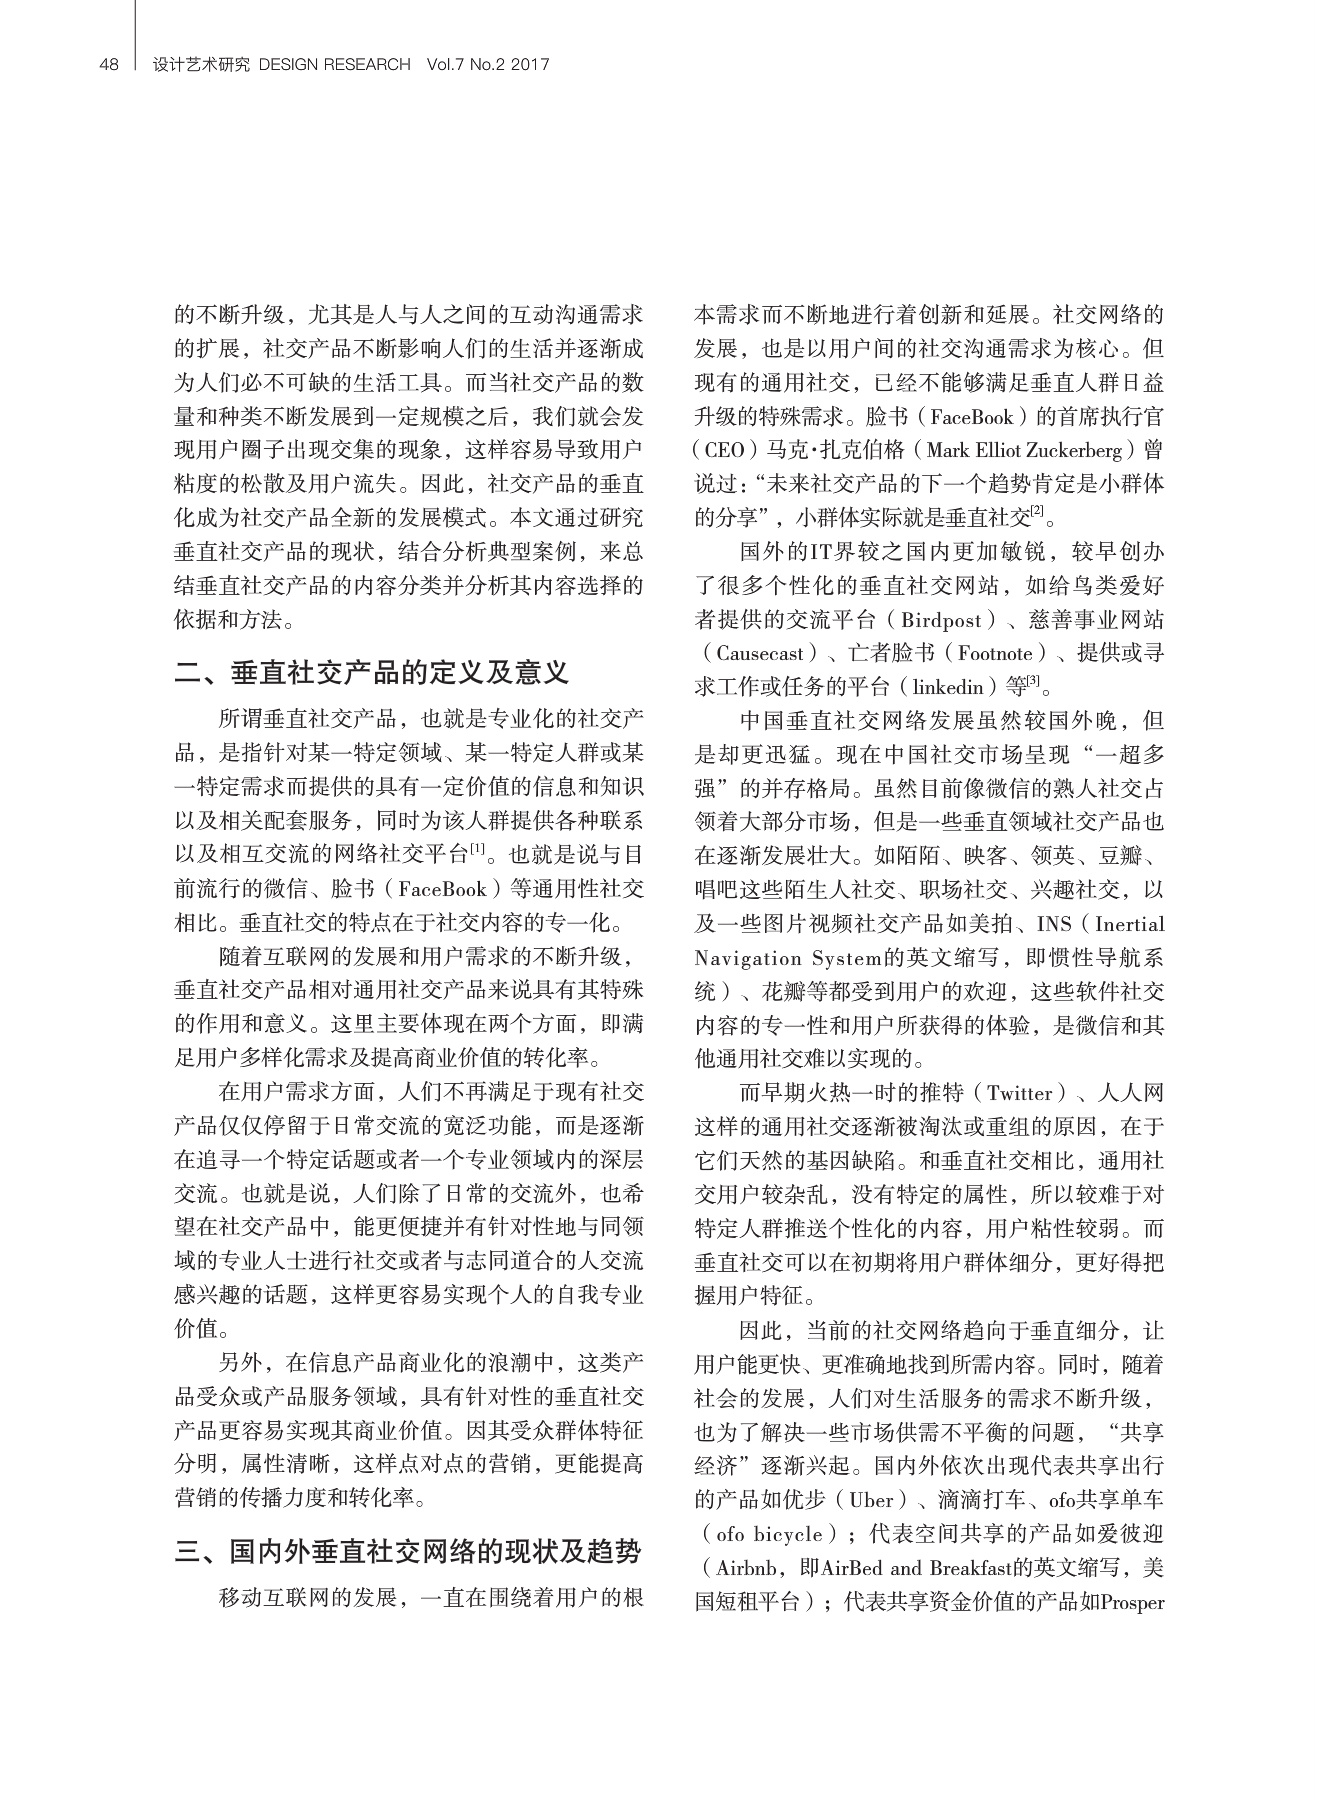 48 设计艺术研究 DESIGN RESEARCH Vol.7 No.2 2017
的不断升级，尤其是人与人之间的互动沟通需求
的扩展，社交产品不断影响人们的生活并逐渐成
为人们必不可缺的生活工具。而当社交产品的数
量和种类不断发展到一定规模之后，我们就会发
现用户圈子出现交集的现象，这样容易导致用户
粘度的松散及用户流失。因此，社交产品的垂直
化成为社交产品全新的发展模式。本文通过研究
垂直社交产品的现状，结合分析典型案例，来总
结垂直社交产品的内容分类并分析其内容选择的
依据和方法。
二、垂直社交产品的定义及意义
所谓垂直社交产品，也就是专业化的社交产
品，是指针对某一特定领域、某一特定人群或某
一特定需求而提供的具有一定价值的信息和知识
以及相关配套服务，同时为该人群提供各种联系
以及相互交流的网络社交平台[1]。也就是说与目
前流行的微信、脸书（FaceBook）等通用性社交
相比。垂直社交的特点在于社交内容的专一化。
随着互联网的发展和用户需求的不断升级，
垂直社交产品相对通用社交产品来说具有其特殊
的作用和意义。这里主要体现在两个方面，即满
足用户多样化需求及提高商业价值的转化率。
在用户需求方面，人们不再满足于现有社交
产品仅仅停留于日常交流的宽泛功能，而是逐渐
在追寻一个特定话题或者一个专业领域内的深层
交流。也就是说，人们除了日常的交流外，也希
望在社交产品中，能更便捷并有针对性地与同领
域的专业人士进行社交或者与志同道合的人交流
感兴趣的话题，这样更容易实现个人的自我专业
价值。
另外，在信息产品商业化的浪潮中，这类产
品受众或产品服务领域，具有针对性的垂直社交
产品更容易实现其商业价值。因其受众群体特征
分明，属性清晰，这样点对点的营销，更能提高
营销的传播力度和转化率。
三、国内外垂直社交网络的现状及趋势
移动互联网的发展，一直在围绕着用户的根
本需求而不断地进行着创新和延展。社交网络的
发展，也是以用户间的社交沟通需求为核心。但
现有的通用社交，已经不能够满足垂直人群日益
升级的特殊需求。脸书（FaceBook）的首席执行官
（CEO）马克·扎克伯格（Mark Elliot Zuckerberg）曾
说过：“未来社交产品的下一个趋势肯定是小群体
的分享”，小群体实际就是垂直社交[2]。
国外的IT界较之国内更加敏锐，较早创办
了很多个性化的垂直社交网站，如给鸟类爱好
者提供的交流平台（Birdpost）、慈善事业网站
（Causecast）、亡者脸书（Footnote）、提供或寻
求工作或任务的平台（linkedin）等[3]。
中国垂直社交网络发展虽然较国外晚，但
是却更迅猛。现在中国社交市场呈现“一超多
强”的并存格局。虽然目前像微信的熟人社交占
领着大部分市场，但是一些垂直领域社交产品也
在逐渐发展壮大。如陌陌、映客、领英、豆瓣、
唱吧这些陌生人社交、职场社交、兴趣社交，以
及一些图片视频社交产品如美拍、INS（Inertial
Navigation System的英文缩写，即惯性导航系
统）、花瓣等都受到用户的欢迎，这些软件社交
内容的专一性和用户所获得的体验，是微信和其
他通用社交难以实现的。
而早期火热一时的推特（Twitter）、人人网
这样的通用社交逐渐被淘汰或重组的原因，在于
它们天然的基因缺陷。和垂直社交相比，通用社
交用户较杂乱，没有特定的属性，所以较难于对
特定人群推送个性化的内容，用户粘性较弱。而
垂直社交可以在初期将用户群体细分，更好得把
握用户特征。
因此，当前的社交网络趋向于垂直细分，让
用户能更快、更准确地找到所需内容。同时，随着
社会的发展，人们对生活服务的需求不断升级，
也为了解决一些市场供需不平衡的问题，“共享
经济”逐渐兴起。国内外依次出现代表共享出行
的产品如优步（Uber）、滴滴打车、ofo共享单车
（ofo bicycle）；代表空间共享的产品如爱彼迎
（Airbnb，即AirBed and Breakfast的英文缩写，美
国短租平台）；代表共享资金价值的产品如Prosper